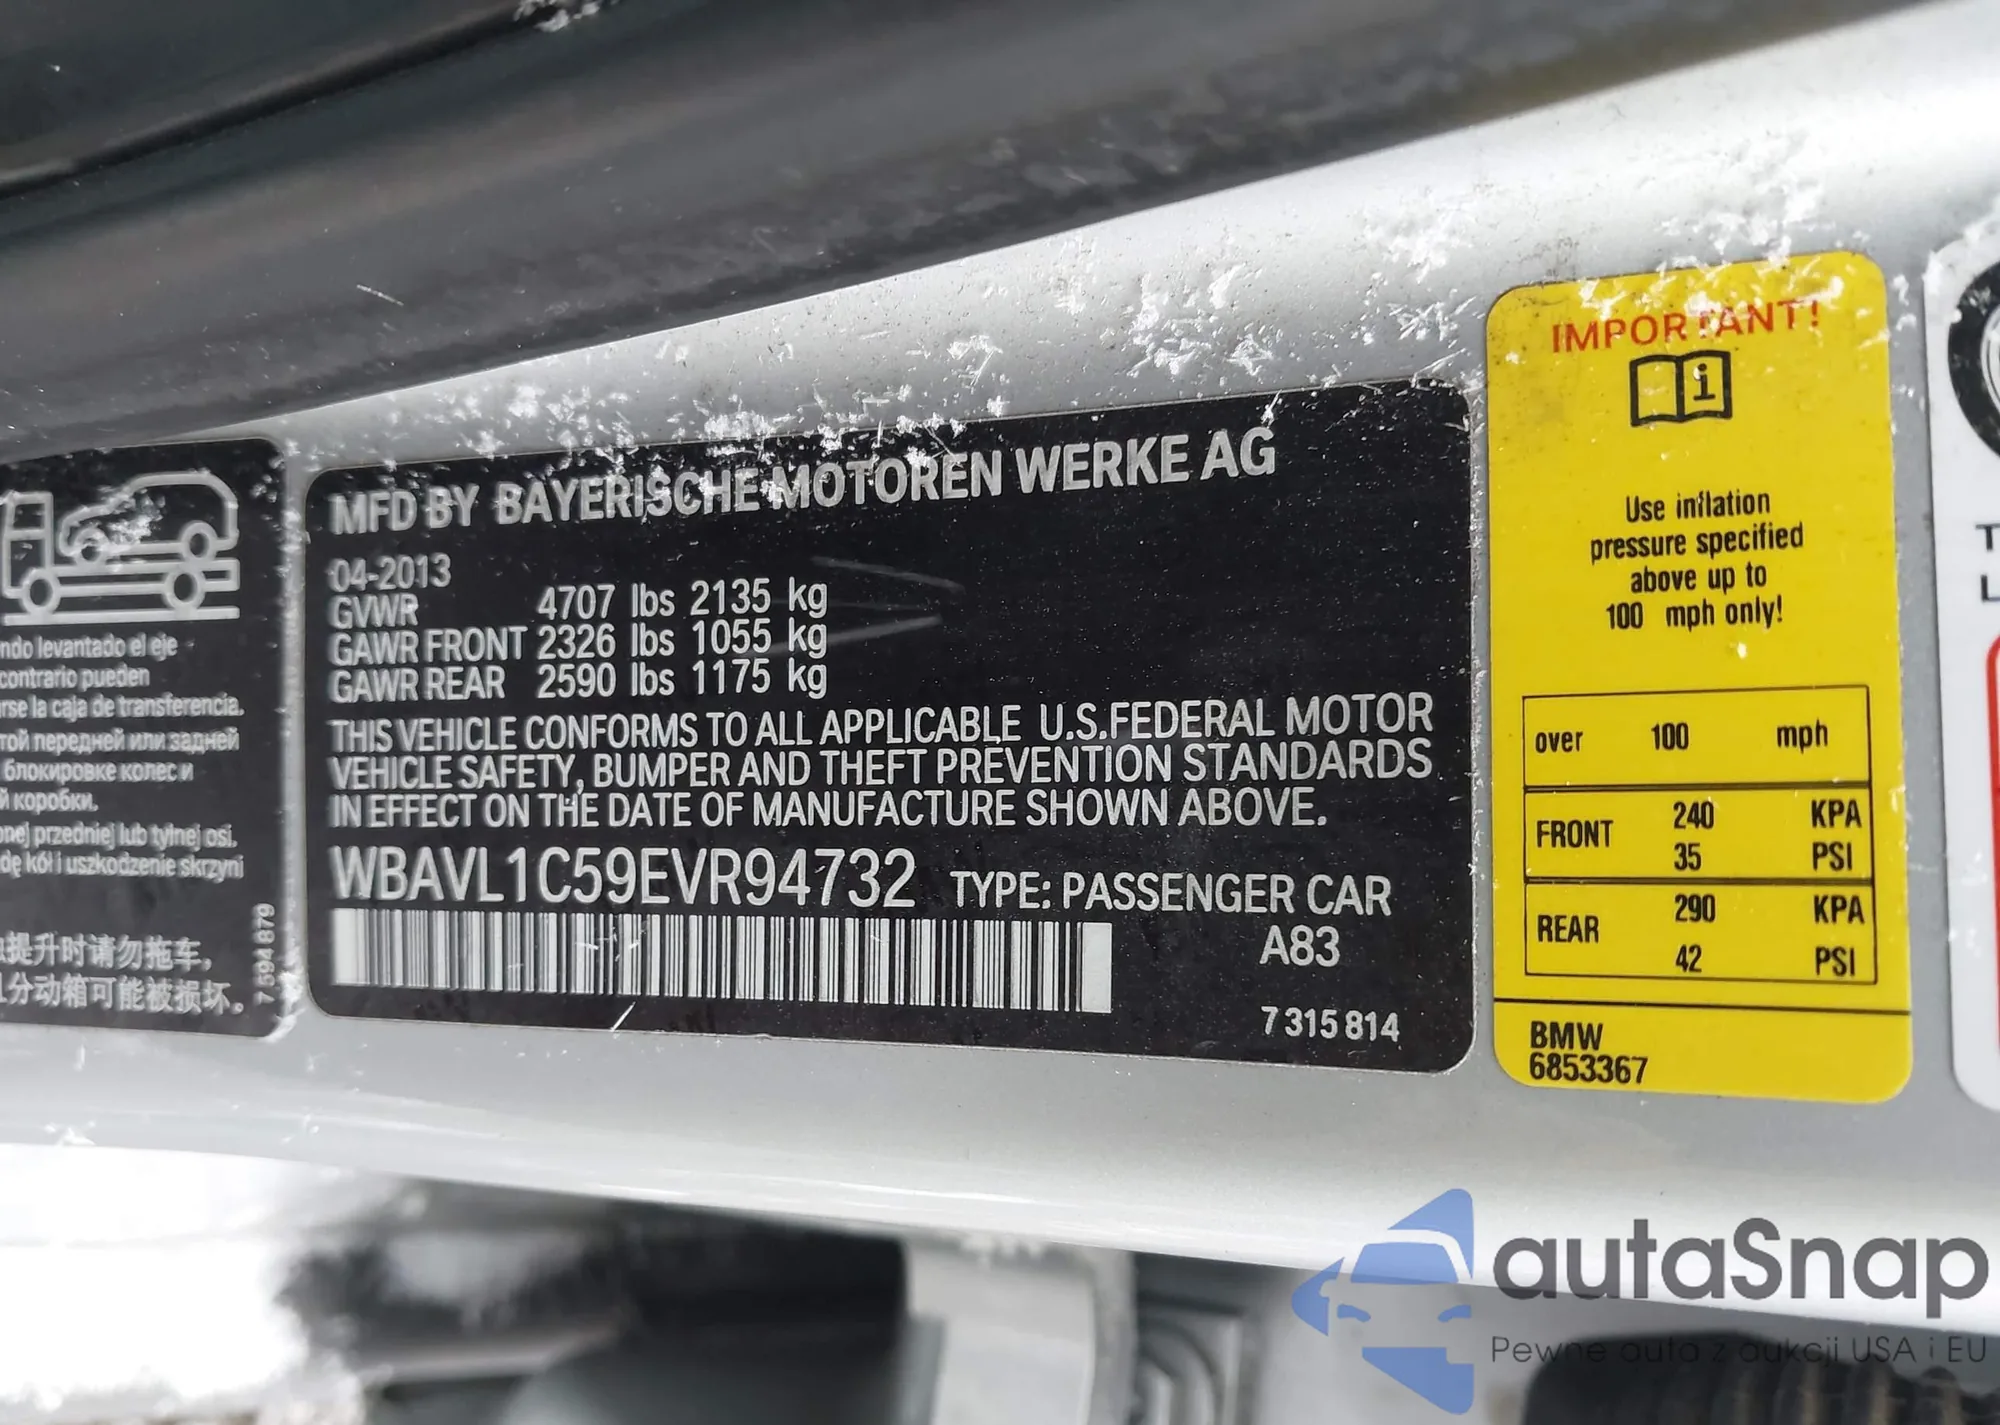 ndo levantado el eje
contrario pueden
rse la caja de transferencia.
той передней или задней
блокировке колес и
й коробки.
onej przedniej lub tylnej osi,
dę kół i uszkodzenie skrzyni
提升时请勿拖车，
分动箱可能被损坏。
7 594 879
MFD BY BAYERISCHE MOTOREN WERKE AG
04-2013
GVWR 4707 lbs 2135 kg
GAWR FRONT 2326 lbs 1055 kg
GAWR REAR 2590 lbs 1175 kg
THIS VEHICLE CONFORMS TO ALL APPLICABLE U.S.FEDERAL MOTOR
VEHICLE SAFETY, BUMPER AND THEFT PREVENTION STANDARDS
IN EFFECT ON THE DATE OF MANUFACTURE SHOWN ABOVE.
WBAVL1C59EVR94732 TYPE: PASSENGER CAR
A83
7 315 814
IMPORTANT!
i
Use inflation
pressure specified
above up to
100 mph only!
over 100 mph
FRONT 240 KPA
35 PSI
REAR 290 KPA
42 PSI
BMW
6853367
T
L
autaSnap
Pewne auta z aukcji USA i EU